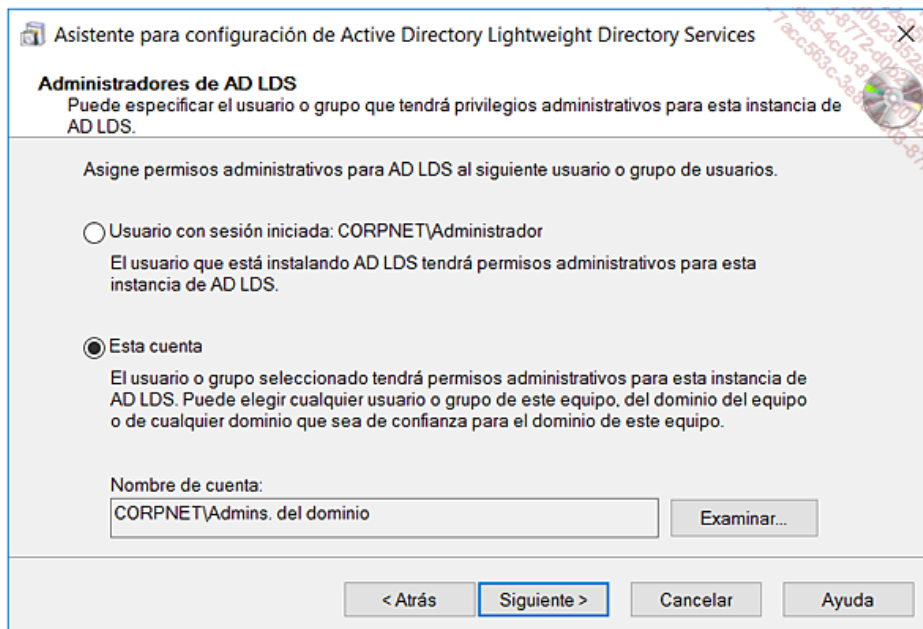 Asistente para configuración de Active Directory Lightweight Directory Services
Administradores de AD LDS
Puede especificar el usuario o grupo que tendrá privilegios administrativos para esta instancia de
AD LDS.
Asigne permisos administrativos para AD LDS al siguiente usuario o grupo de usuarios.
Usuario con sesión iniciada: CORPNET\Administrador
El usuario que está instalando AD LDS tendrá permisos administrativos para esta
instancia de AD LDS.
Esta cuenta
El usuario o grupo seleccionado tendrá permisos administrativos para esta instancia de
AD LDS. Puede elegir cualquier usuario o grupo de este equipo, del dominio del equipo
o de cualquier dominio que sea de confianza para el dominio de este equipo.
Nombre de cuenta:
CORPNET\Admins. del dominio
Examinar...
< Atrás
Siguiente >
Cancelar
Ayuda